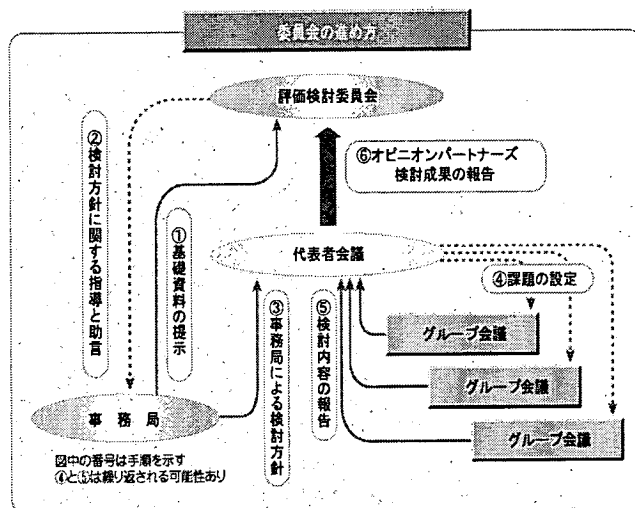 委員会の進め方
評価検討委員会
②検討方針に関する指導と助言
①基礎資料の提示
⑥オピニオンパートナーズ
検討成果の報告
代表者会議
④課題の設定
③事務局による検討方針
⑤検討内容の報告
グループ会議
グループ会議
グループ会議
事務局
図中の番号は手順を示す
④と⑤は繰り返される可能性あり